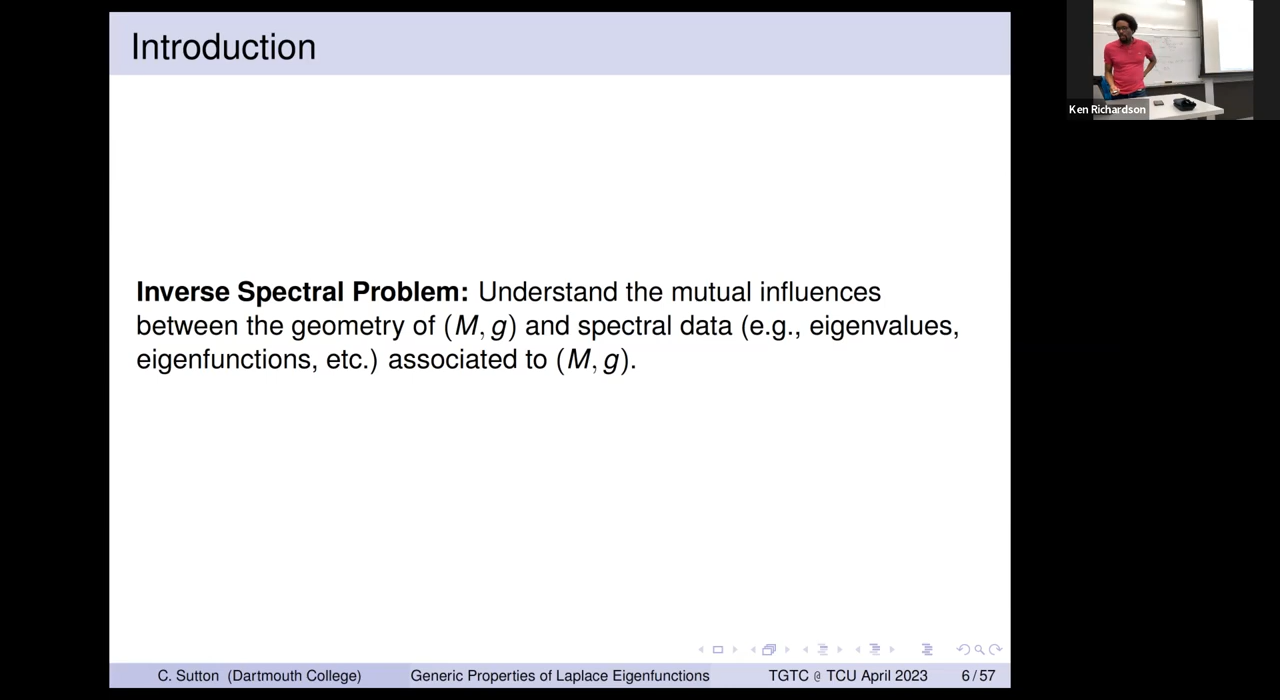 Introduction
Ken Richardson
Inverse Spectral Problem: Understand the mutual influences
between the geometry of (M, g) and spectral data (e.g., eigenvalues,
eigenfunctions, etc.) associated to (M, g).
C. Sutton (Dartmouth College) Generic Properties of Laplace Eigenfunctions TGTC @ TCU April 2023 6 / 57